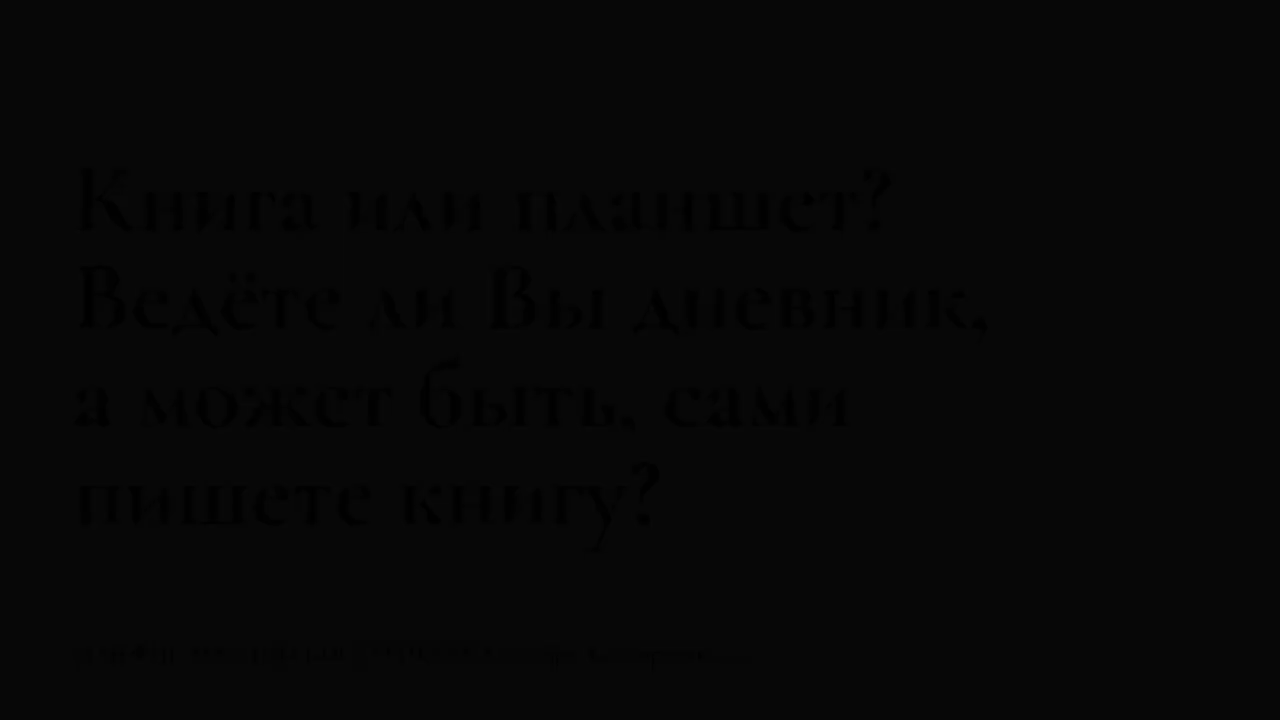 Книга или планшет?
Ведёте ли Вы дневник,
а может быть, сами
пишете книгу?